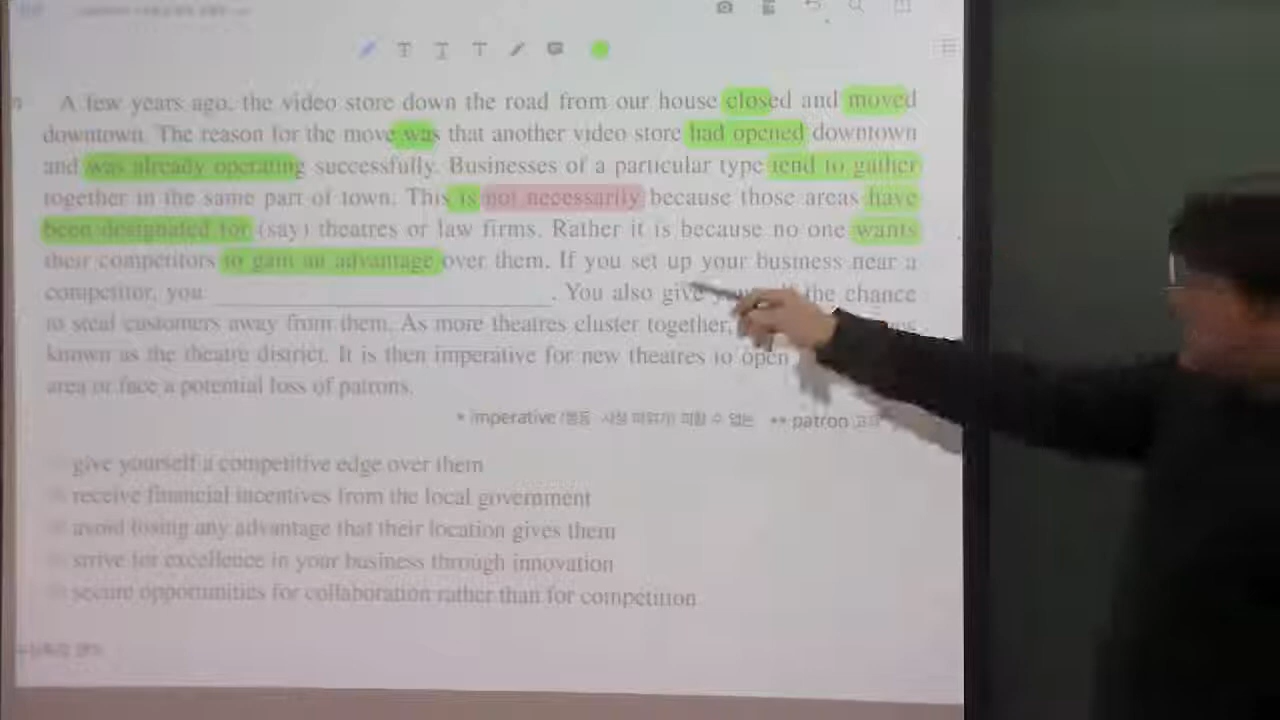 A few years ago, the video store down the road from our house closed and moved
downtown. The reason for the move was that another video store had opened downtown
and was already operating successfully. Businesses of a particular type tend to gather
together in the same part of town. This is not necessarily because those areas have
been designated for (say) theatres or law firms. Rather it is because no one wants
their competitors to gain an advantage over them. If you set up your business near a
competitor, you ____________________. You also give the chance
to steal customers away from them. As more theatres cluster together,
known as the theatre district. It is then imperative for new theatres to open
area or face a potential loss of patrons.
* imperative 피할 수 없는 ** patron 고객
give yourself a competitive edge over them
receive financial incentives from the local government
avoid losing any advantage that their location gives them
strive for excellence in your business through innovation
secure opportunities for collaboration rather than for competition